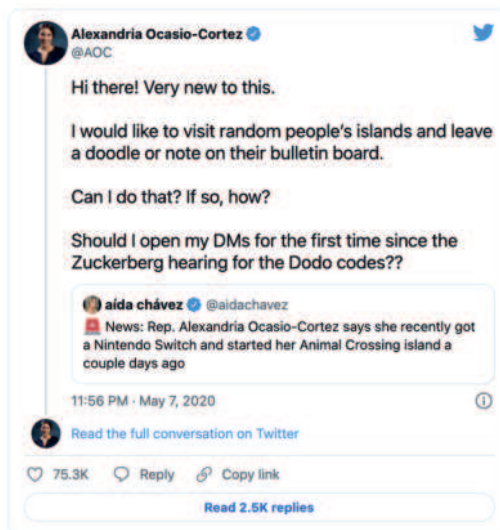 Alexandria Ocasio-Cortez
@AOC
Hi there! Very new to this.
I would like to visit random people's islands and leave
a doodle or note on their bulletin board.
Can I do that? If so, how?
Should I open my DMs for the first time since the
Zuckerberg hearing for the Dodo codes??
aída chávez @aidachavez
🚨 News: Rep. Alexandria Ocasio-Cortez says she recently got
a Nintendo Switch and started her Animal Crossing island a
couple days ago
11:56 PM · May 7, 2020
Read the full conversation on Twitter
75.3K Reply Copy link
Read 2.5K replies